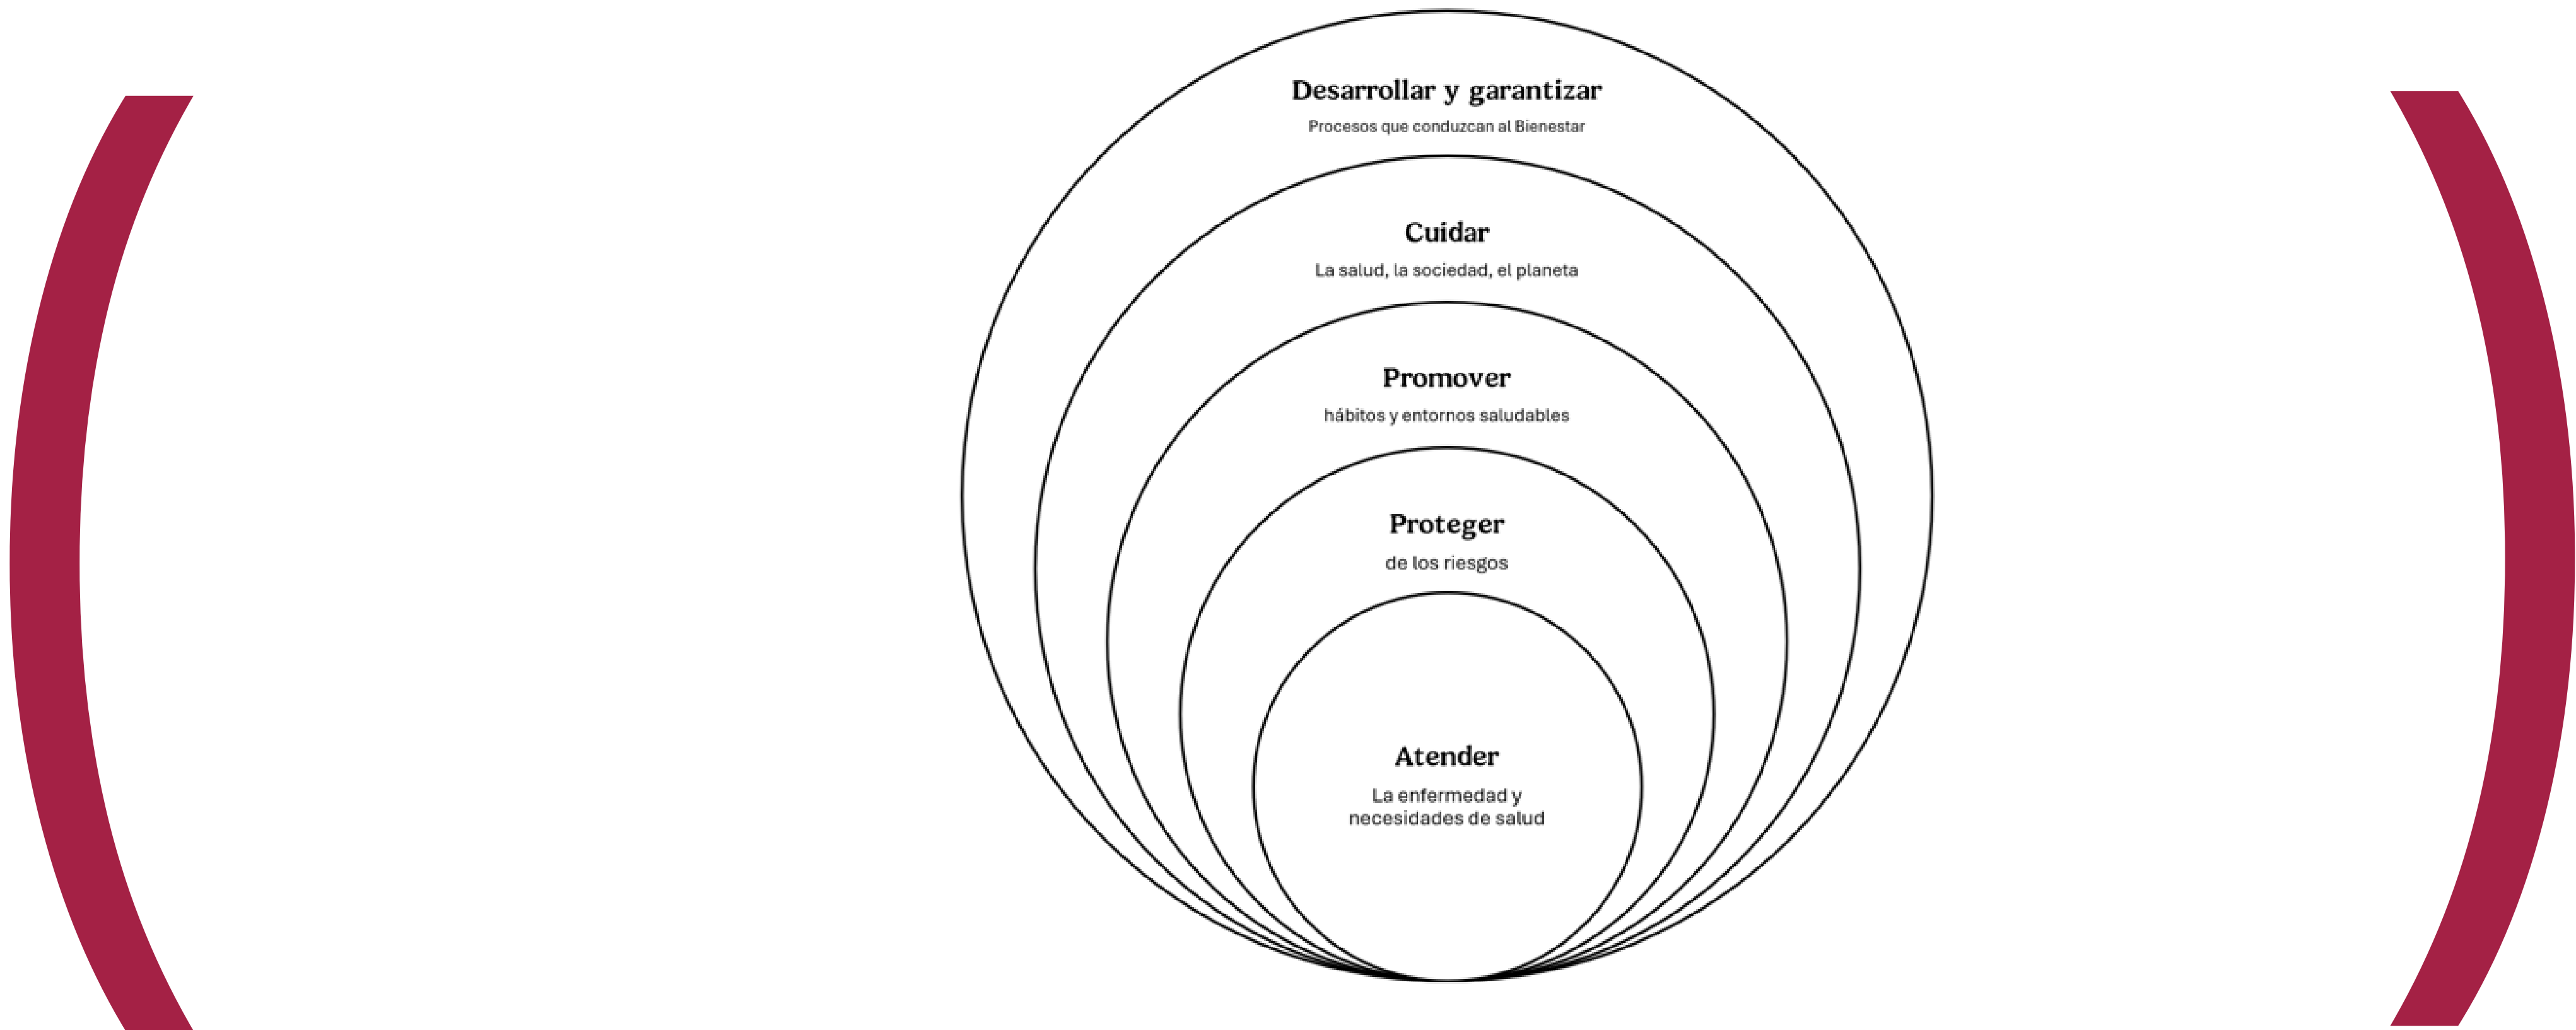 Desarrollar y garantizar
Procesos que conduzcan al Bienestar
Cuidar
La salud, la sociedad, el planeta
Promover
hábitos y entornos saludables
Proteger
de los riesgos
Atender
La enfermedad y
necesidades de salud